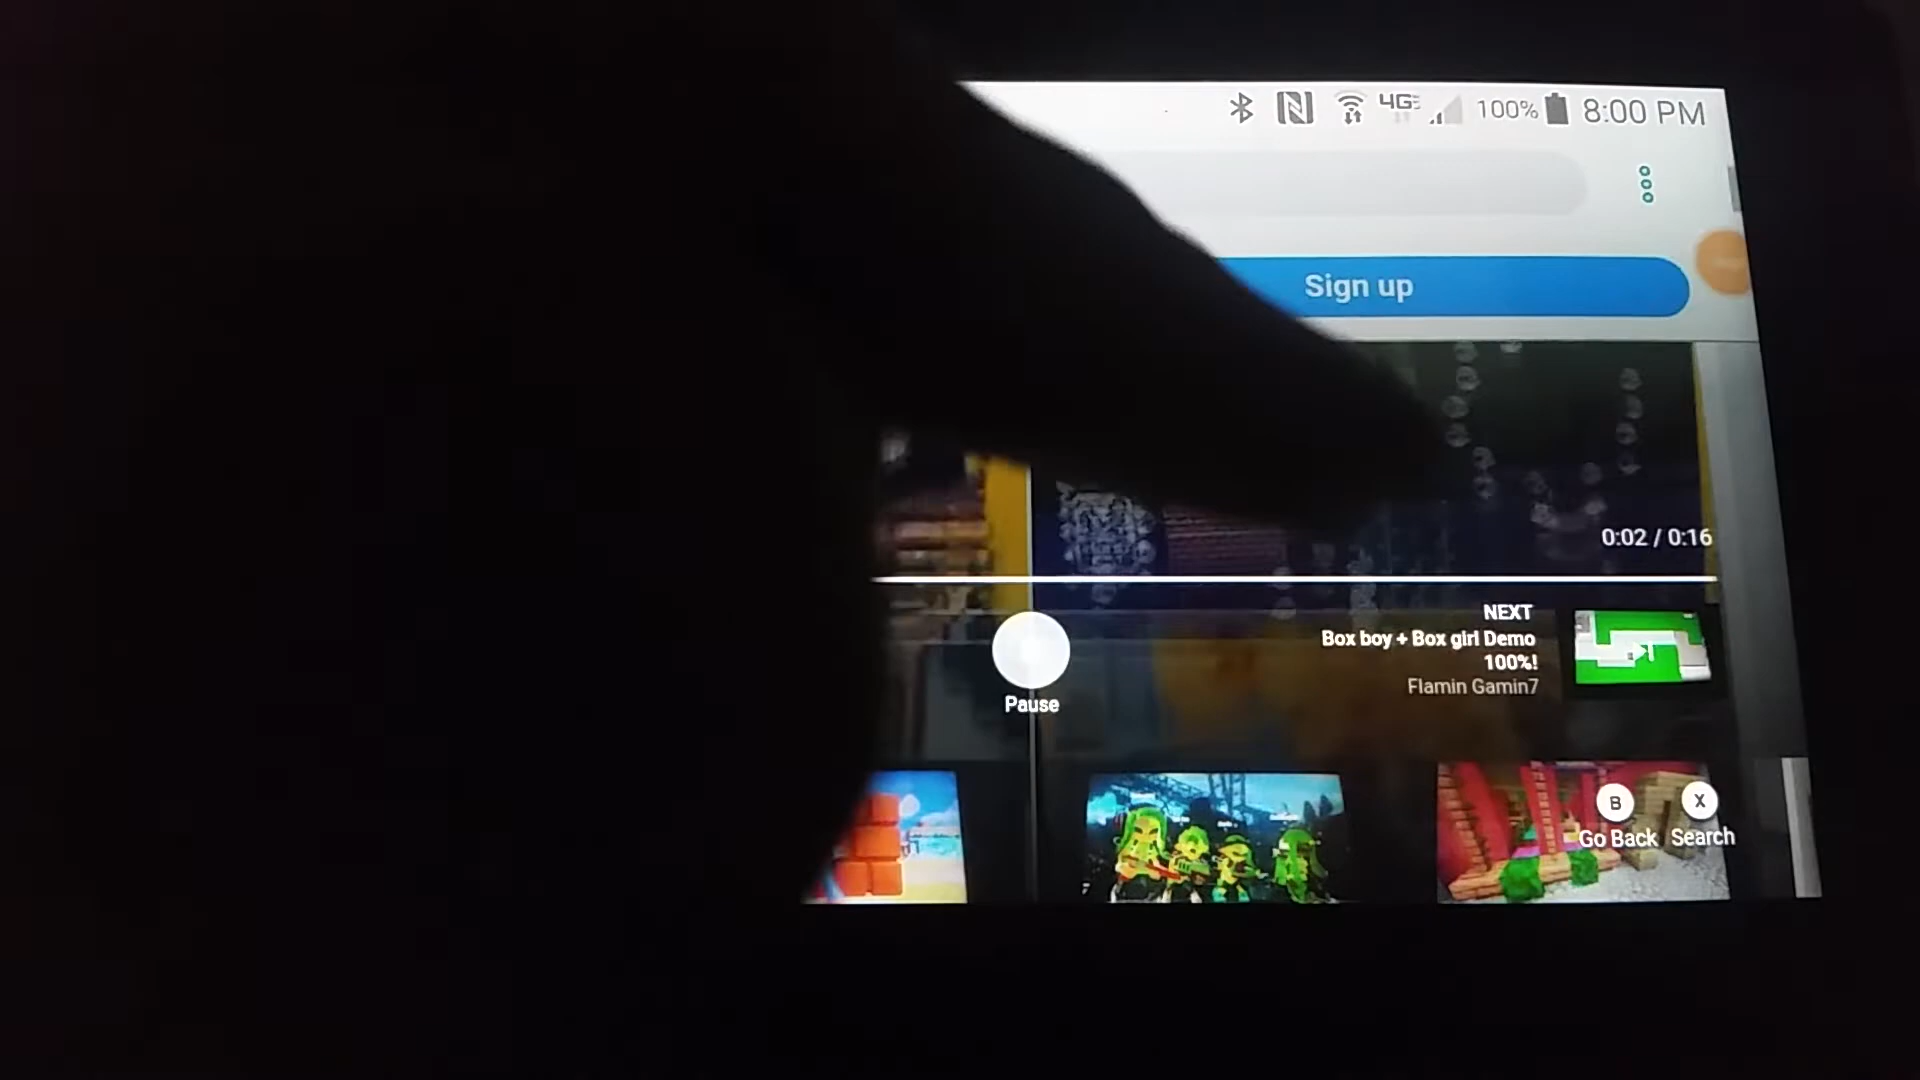 4G 100% 8:00 PM
Sign up
0:02 / 0:16
NEXT
Box boy + Box girl Demo
100%!
Flamin Gamin7
Pause
B X
Go Back Search